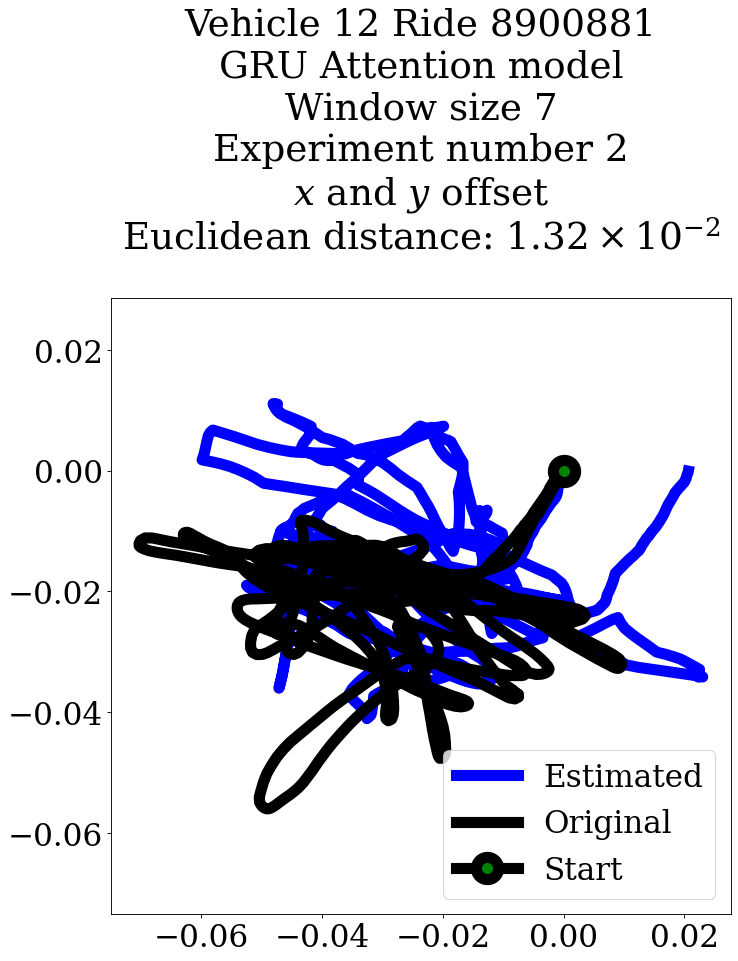 Vehicle 12 Ride 8900881
GRU Attention model
Window size 7
Experiment number 2
x and y offset
Euclidean distance: 1.32 × 10⁻²
0.02
0.00
−0.02
−0.04
−0.06
Estimated
Original
Start
−0.06 −0.04 −0.02 0.00 0.02